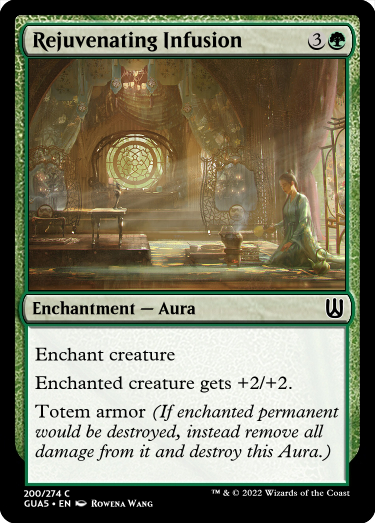 Rejuvenating Infusion 3
Enchantment — Aura
Enchant creature
Enchanted creature gets +2/+2.
Totem armor (If enchanted permanent
would be destroyed, instead remove all
damage from it and destroy this Aura.)
200/274 C
GUA5 • EN Rowena Wang
™ & © 2022 Wizards of the Coast